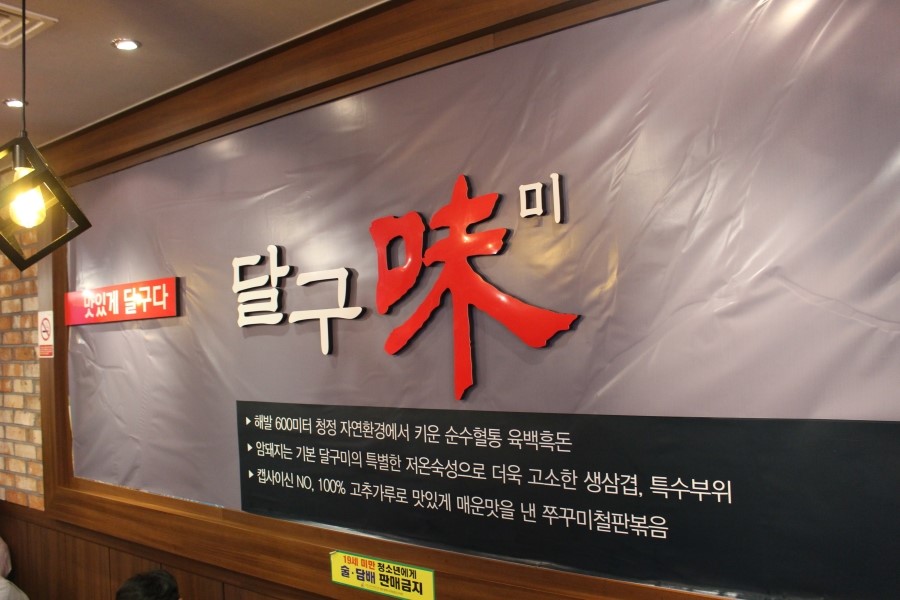 맛있게 달구다
달구味미
▶ 해발 600미터 청정 자연환경에서 키운 순수혈통 육백흑돈
▶ 암돼지는 기본 달구미의 특별한 저온숙성으로 더욱 고소한 생삼겹, 특수부위
▶ 캡사이신 NO, 100% 고추가루로 맛있게 매운맛을 낸 쭈꾸미철판볶음
19세 미만 청소년에게
술·담배 판매금지